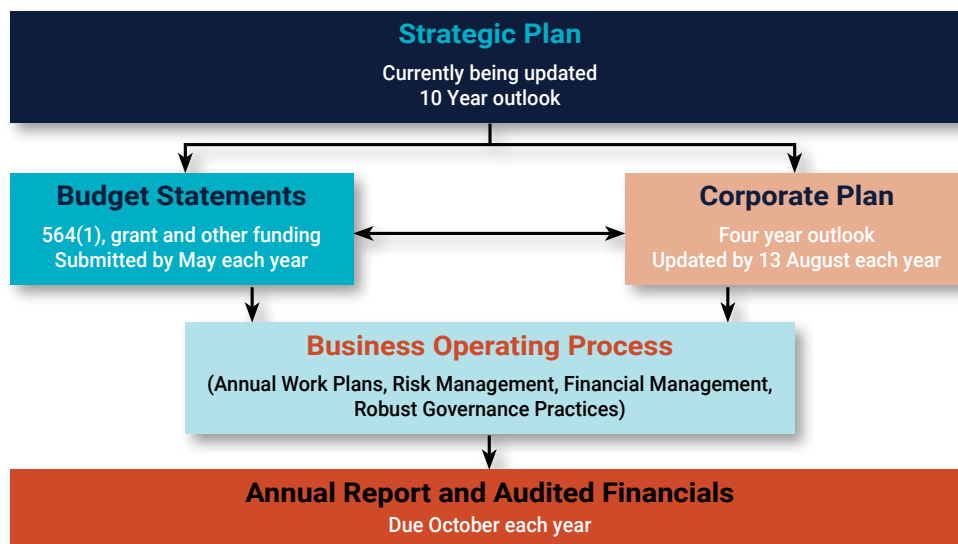 Strategic Plan
Currently being updated
10 Year outlook
Budget Statements
564(1), grant and other funding
Submitted by May each year
Corporate Plan
Four year outlook
Updated by 13 August each year
Business Operating Process
(Annual Work Plans, Risk Management, Financial Management,
Robust Governance Practices)
Annual Report and Audited Financials
Due October each year